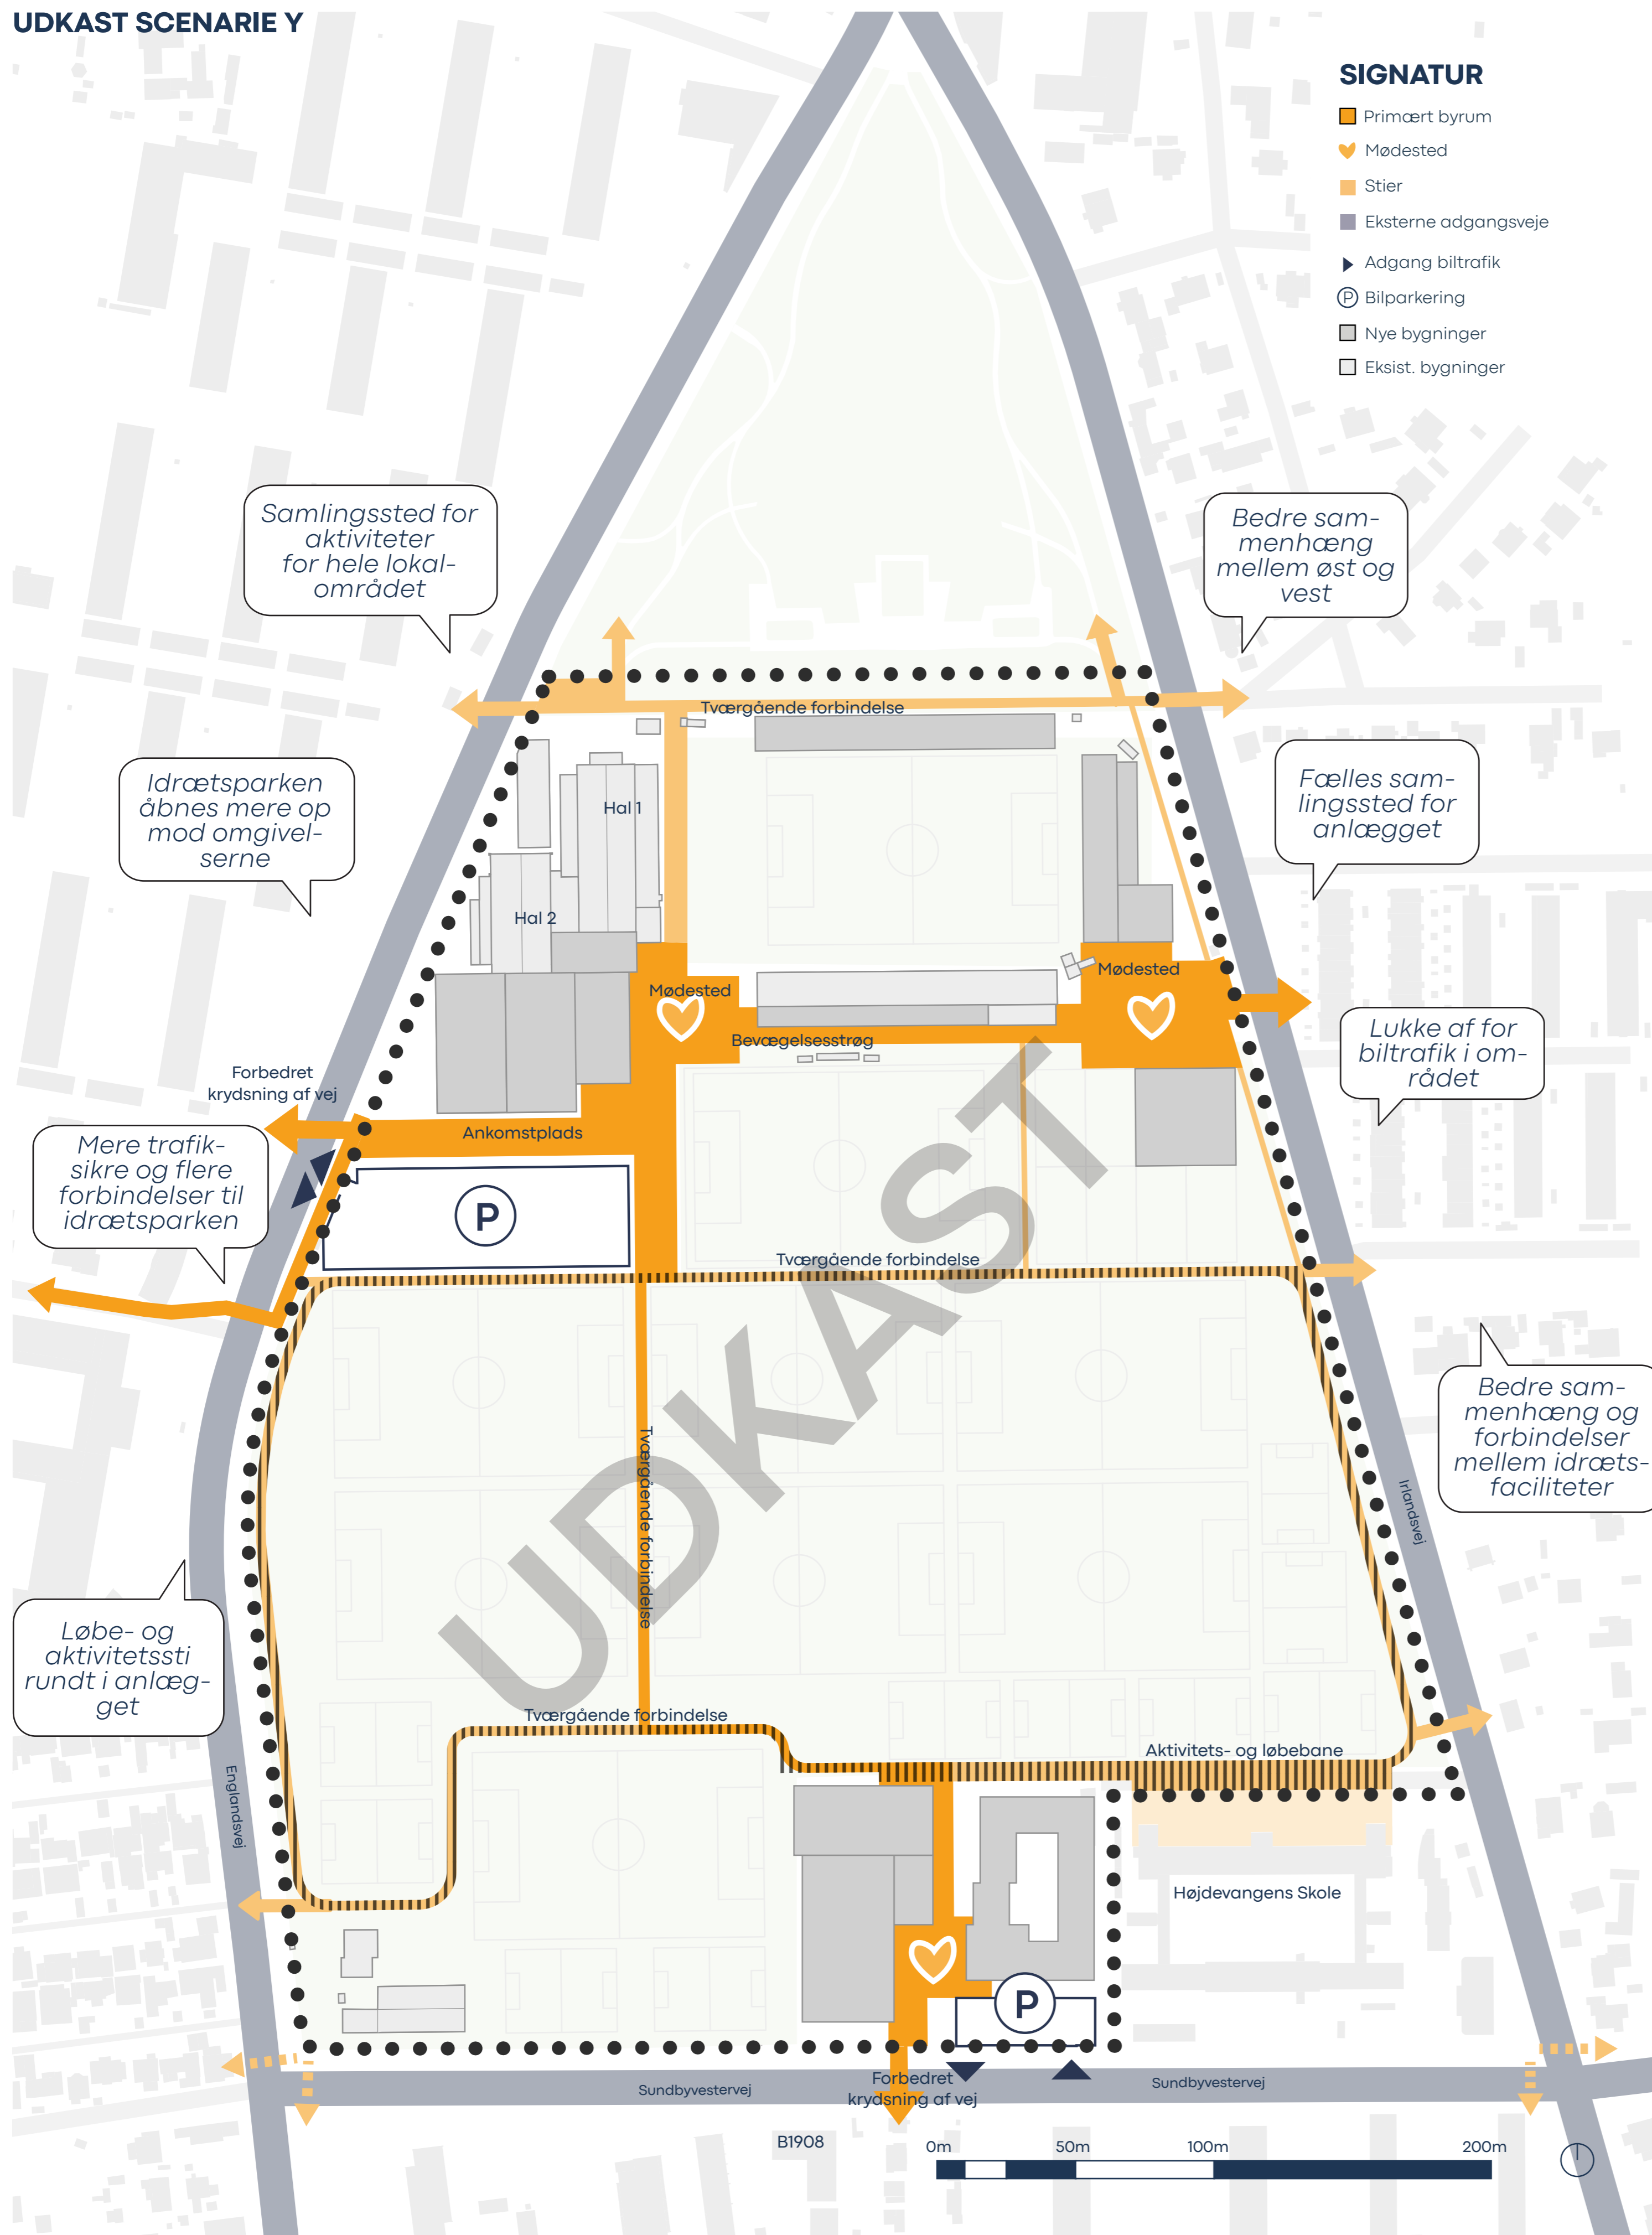 UDKAST SCENARIE Y
SIGNATUR
Primært byrum
Mødested
Stier
Eksterne adgangsveje
Adgang biltrafik
P
Bilparkering
Nye bygninger
Eksist. bygninger
Samlingssted for
aktiviteter
for hele lokal-
området
Bedre sam-
menhæng
mellem øst og
vest
Tværgående forbindelse
Idrætsparken
åbnes mere op
mod omgivel-
serne
Hal 1
Fælles sam-
lingssted for
anlægget
Hal 2
Mødested
Mødested
Bevægelsesstrøg
Lukke af for
biltrafik i om-
rådet
Forbedret
krydsning af vej
Ankomstplads
Mere trafik-
sikre og flere
forbindelser til
idrætsparken
P
Tværgående forbindelse
UDKAST
Bedre sam-
menhæng og
forbindelser
mellem idræts-
faciliteter
Tværgående forbindelse
Irlandsvej
Løbe- og
aktivitetssti
rundt i anlæg-
get
Tværgående forbindelse
Aktivitets- og løbebane
Englandsvej
Højdevangens Skole
P
Forbedret
krydsning af vej
Sundbyvestervej
Sundbyvestervej
B1908
0m 50m 100m 200m